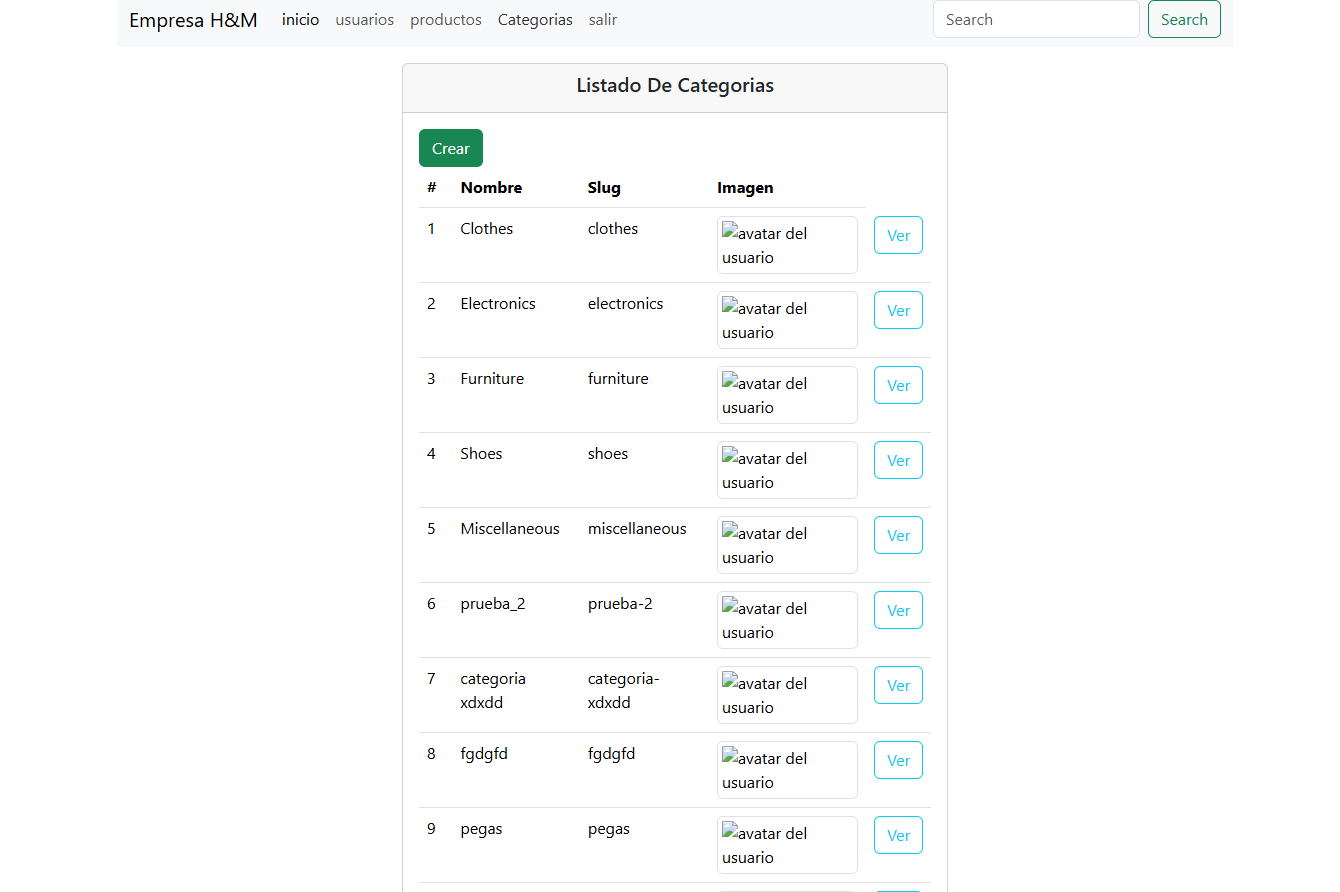 Empresa H&M inicio usuarios productos Categorias salir Search Search
Listado De Categorias
Crear
# Nombre Slug Imagen
1 Clothes clothes avatar del usuario Ver
2 Electronics electronics avatar del usuario Ver
3 Furniture furniture avatar del usuario Ver
4 Shoes shoes avatar del usuario Ver
5 Miscellaneous miscellaneous avatar del usuario Ver
6 prueba_2 prueba-2 avatar del usuario Ver
7 categoria xdxdd categoria-xdxdd avatar del usuario Ver
8 fgdgfd fgdgfd avatar del usuario Ver
9 pegas pegas avatar del usuario Ver